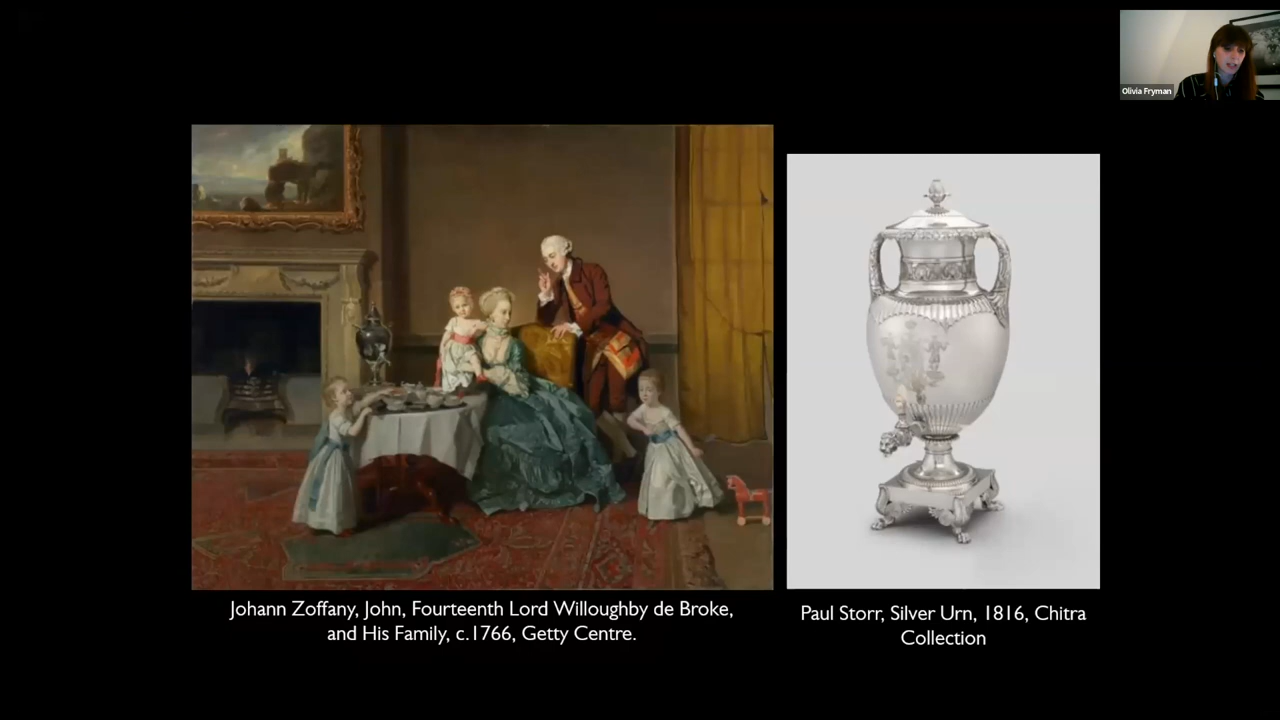 Olivia Fryman
Johann Zoffany, John, Fourteenth Lord Willoughby de Broke,
and His Family, c.1766, Getty Centre.
Paul Storr, Silver Urn, 1816, Chitra
Collection